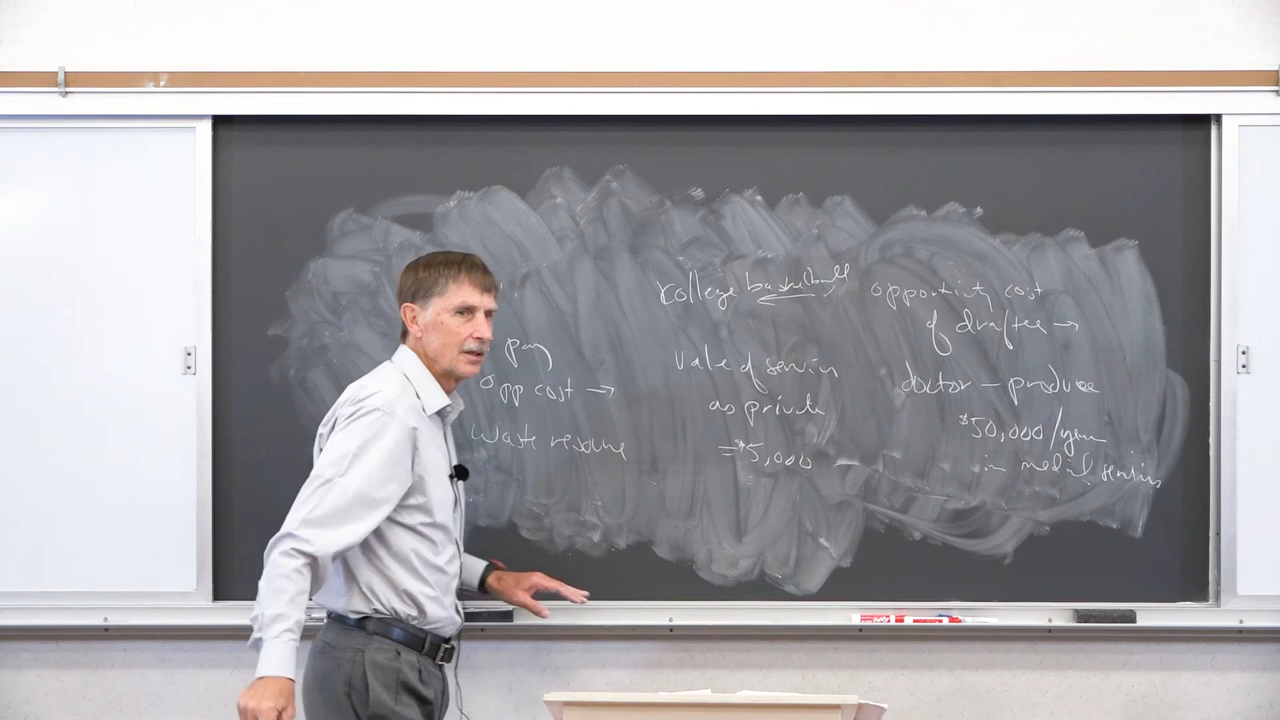 pay
opp cost →
waste resource
college basketball
Value of service
as private
= $5,000
opportunity cost
of draftee →
doctor – produce
$50,000/year
in medical services